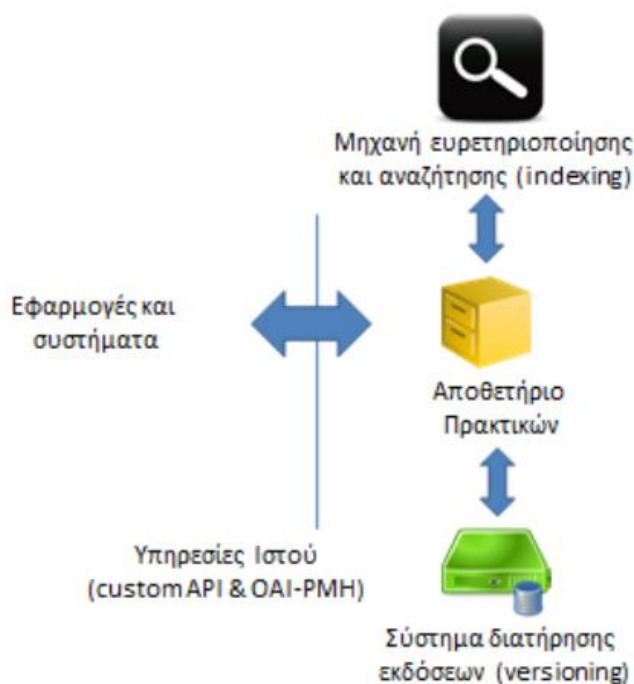 Μηχανή ευρετηριοποίησης
και αναζήτησης (indexing)
Εφαρμογές και
συστήματα
Αποθετήριο
Πρακτικών
Υπηρεσίες Ιστού
(custom API & OAI-PMH)
Σύστημα διατήρησης
εκδόσεων (versioning)